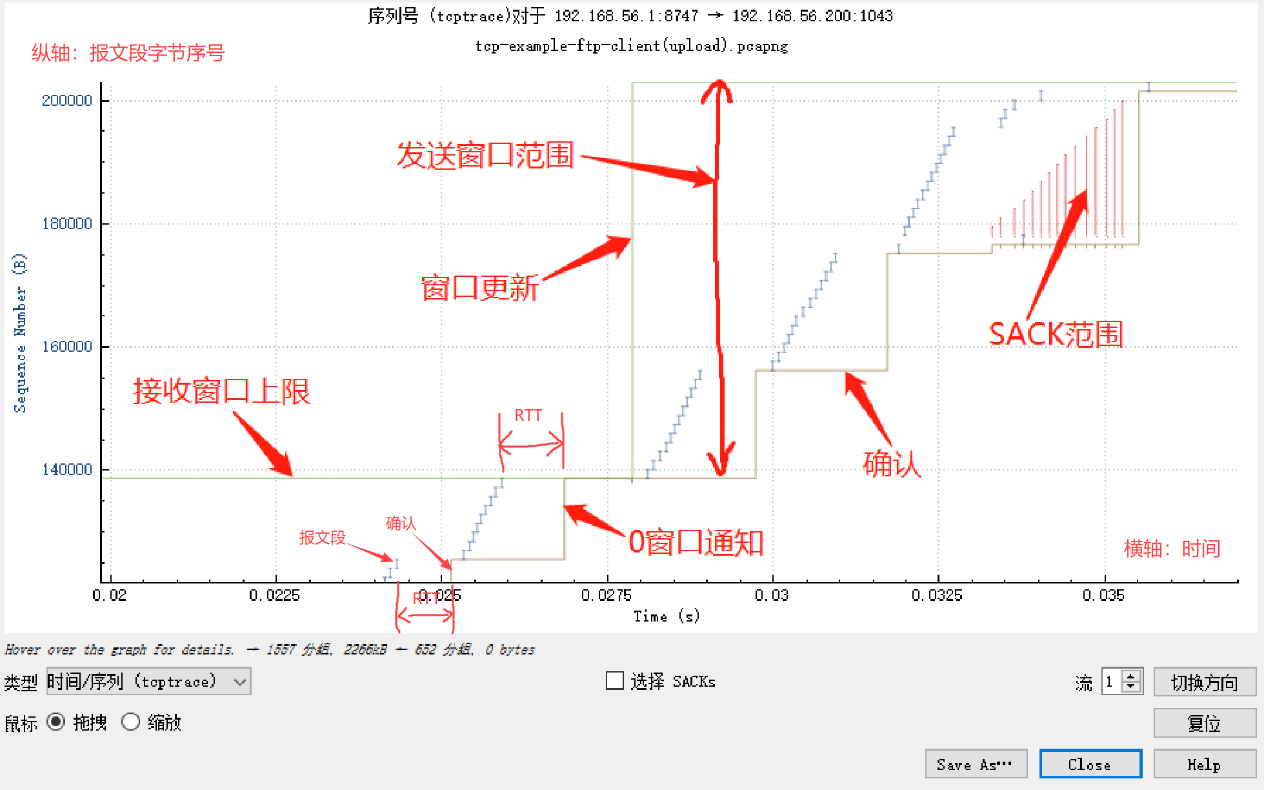 序列号 (tcptrace)对于 192.168.56.1:8747 → 192.168.56.200:1043
tcp-example-ftp-client(upload).pcapng
纵轴：报文段字节序号
200000
180000
160000
140000
Sequence Number (B)
发送窗口范围
窗口更新
SACK范围
接收窗口上限
RTT
确认
报文段
确认
0窗口通知
横轴：时间
RTT
0.02
0.0225
0.025
0.0275
0.03
0.0325
0.035
Time (s)
Hover over the graph for details. → 1557 分组, 2266kB ← 652 分组, 0 bytes
类型 时间/序列 (tcptrace)
选择 SACKs
流 1
切换方向
鼠标 拖拽 缩放
复位
Save As…
Close
Help